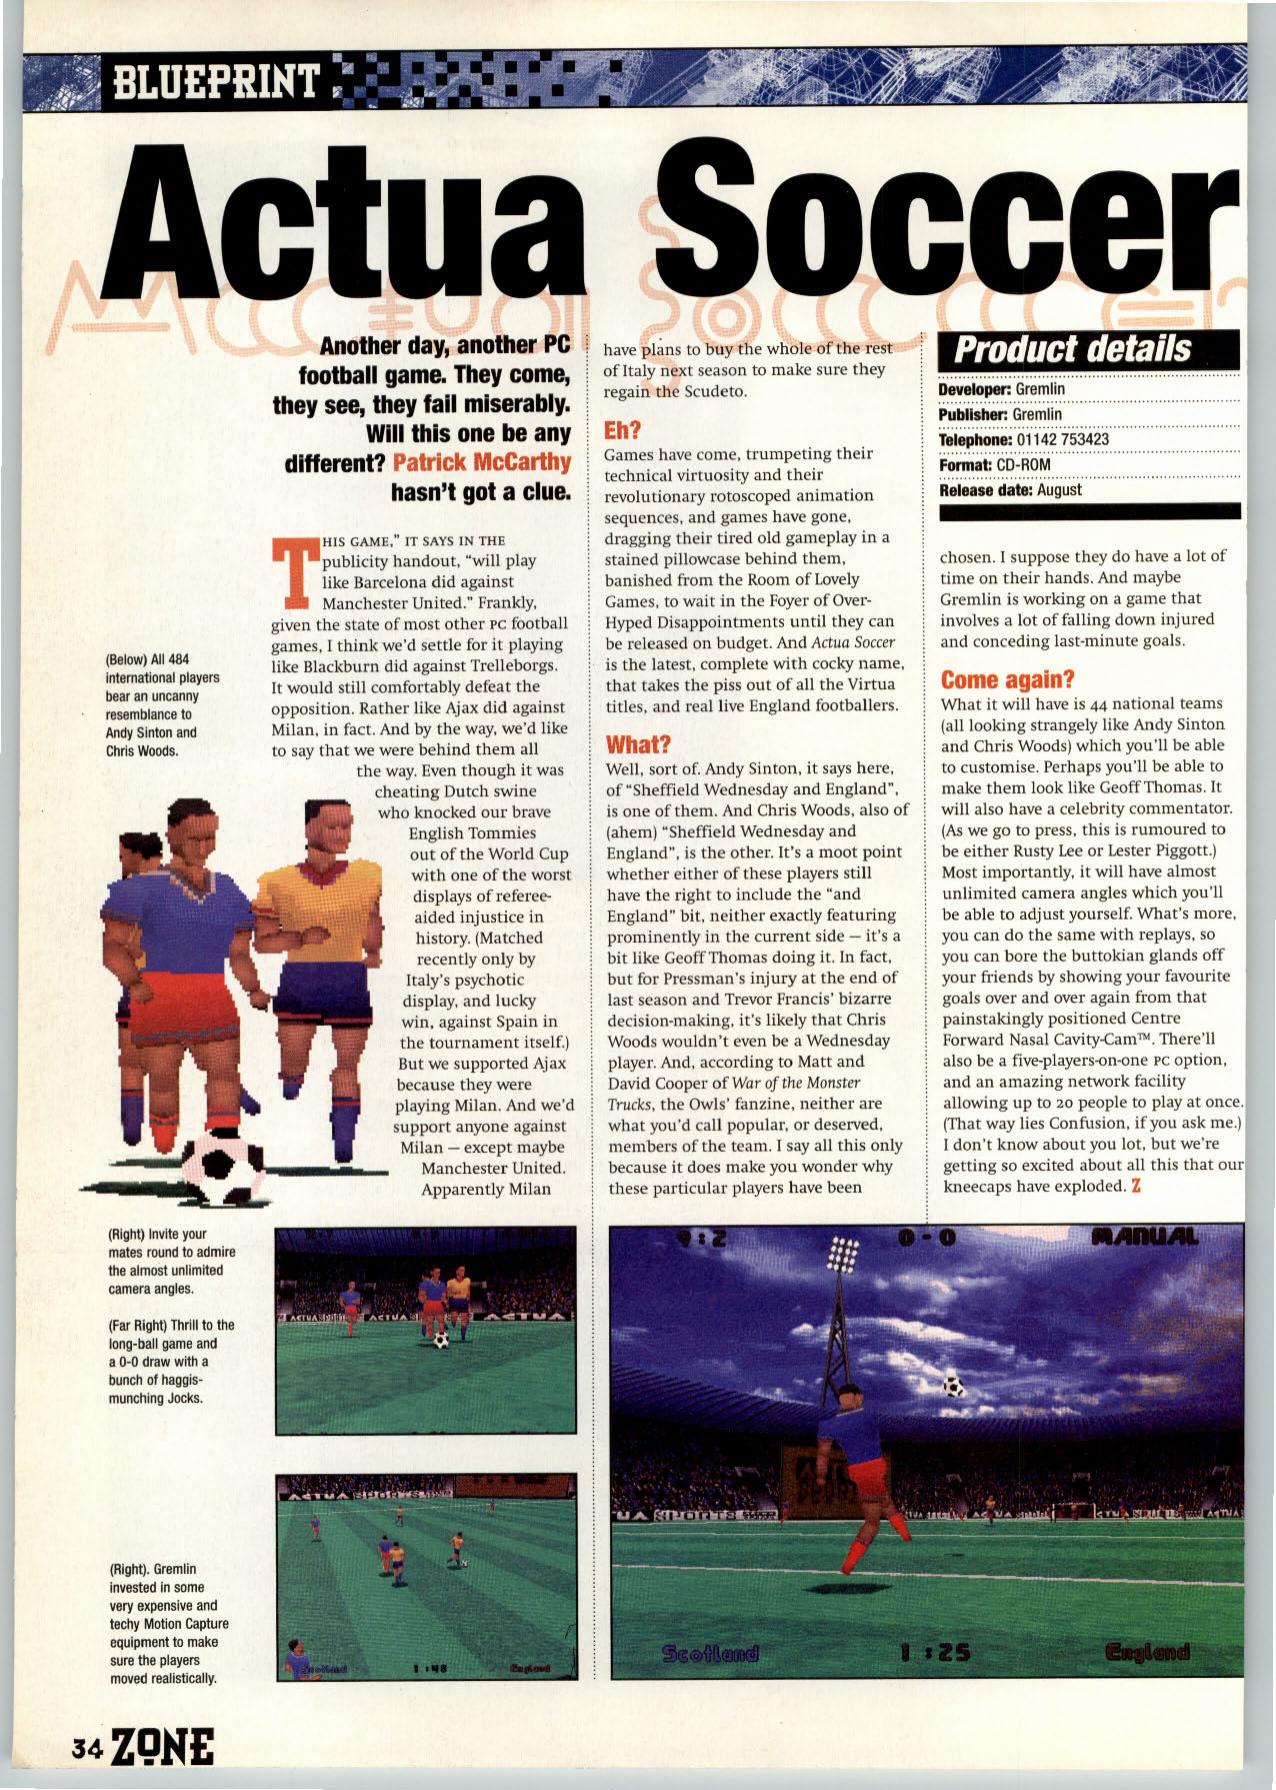 BLUEPRINT
Actua Soccer
Another day, another PC
football game. They come,
they see, they fail miserably.
Will this one be any
different? Patrick McCarthy
hasn't got a clue.
THIS GAME," IT SAYS IN THE
publicity handout, "will play
like Barcelona did against
Manchester United." Frankly,
given the state of most other PC football
games, I think we'd settle for it playing
like Blackburn did against Trelleborgs.
It would still comfortably defeat the
opposition. Rather like Ajax did against
Milan, in fact. And by the way, we'd like
to say that we were behind them all
the way. Even though it was
cheating Dutch swine
who knocked our brave
English Tommies
out of the World Cup
with one of the worst
displays of referee-
aided injustice in
history. (Matched
recently only by
Italy's psychotic
display, and lucky
win, against Spain in
the tournament itself.)
But we supported Ajax
because they were
playing Milan. And we'd
support anyone against
Milan — except maybe
Manchester United.
Apparently Milan
have plans to buy the whole of the rest
of Italy next season to make sure they
regain the Scudeto.
Eh?
Games have come, trumpeting their
technical virtuosity and their
revolutionary rotoscoped animation
sequences, and games have gone,
dragging their tired old gameplay in a
stained pillowcase behind them,
banished from the Room of Lovely
Games, to wait in the Foyer of Over-
Hyped Disappointments until they can
be released on budget. And Actua Soccer
is the latest, complete with cocky name,
that takes the piss out of all the Virtua
titles, and real live England footballers.
What?
Well, sort of. Andy Sinton, it says here,
of "Sheffield Wednesday and England",
is one of them. And Chris Woods, also of
(ahem) "Sheffield Wednesday and
England", is the other. It's a moot point
whether either of these players still
have the right to include the "and
England" bit, neither exactly featuring
prominently in the current side — it's a
bit like Geoff Thomas doing it. In fact,
but for Pressman's injury at the end of
last season and Trevor Francis' bizarre
decision-making, it's likely that Chris
Woods wouldn't even be a Wednesday
player. And, according to Matt and
David Cooper of War of the Monster
Trucks, the Owls' fanzine, neither are
what you'd call popular, or deserved,
members of the team. I say all this only
because it does make you wonder why
these particular players have been
Product details
Developer: Gremlin
Publisher: Gremlin
Telephone: 01142 753423
Format: CD-ROM
Release date: August
chosen. I suppose they do have a lot of
time on their hands. And maybe
Gremlin is working on a game that
involves a lot of falling down injured
and conceding last-minute goals.
Come again?
What it will have is 44 national teams
(all looking strangely like Andy Sinton
and Chris Woods) which you'll be able
to customise. Perhaps you'll be able to
make them look like Geoff Thomas. It
will also have a celebrity commentator.
(As we go to press, this is rumoured to
be either Rusty Lee or Lester Piggott.)
Most importantly, it will have almost
unlimited camera angles which you'll
be able to adjust yourself. What's more,
you can do the same with replays, so
you can bore the buttokian glands off
your friends by showing your favourite
goals over and over again from that
painstakingly positioned Centre
Forward Nasal Cavity-Cam™. There'll
also be a five-players-on-one PC option,
and an amazing network facility
allowing up to 20 people to play at once.
(That way lies Confusion, if you ask me.)
I don't know about you lot, but we're
getting so excited about all this that our
kneecaps have exploded. Z
(Below) All 484
international players
bear an uncanny
resemblance to
Andy Sinton and
Chris Woods.
(Right) Invite your
mates round to admire
the almost unlimited
camera angles.
(Far Right) Thrill to the
long-ball game and
a 0-0 draw with a
bunch of haggis-
munching Jocks.
(Right). Gremlin
invested in some
very expensive and
techy Motion Capture
equipment to make
sure the players
moved realistically.
ACTUA SPORTS
ACTUA SPORTS
Scotland 1:48 England
9:2 0-0 MANUAL
UA SPORTS
Scotland 1:25 England
34 ZONE